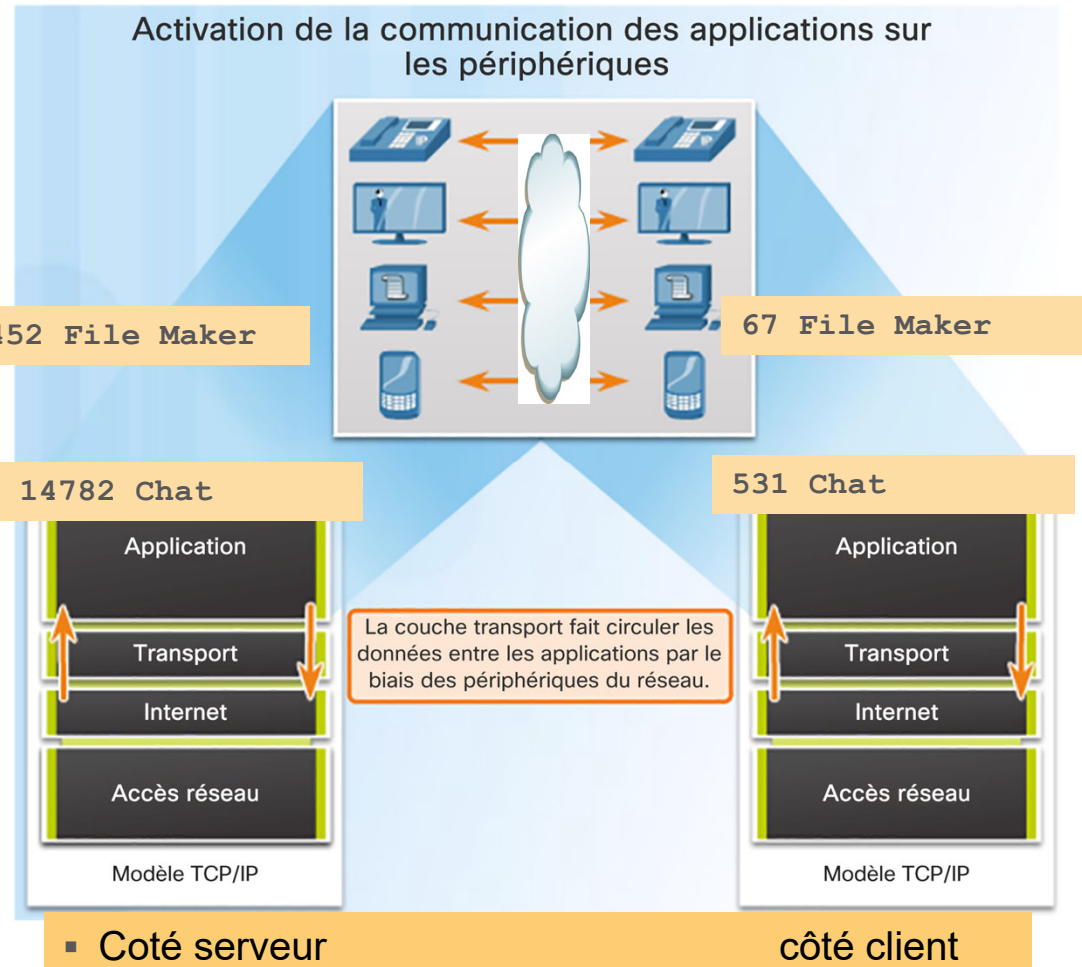 Activation de la communication des applications sur
les périphériques
452 File Maker
67 File Maker
14782 Chat
531 Chat
Application
Transport
Internet
Accès réseau
Modèle TCP/IP
La couche transport fait circuler les
données entre les applications par le
biais des périphériques du réseau.
Application
Transport
Internet
Accès réseau
Modèle TCP/IP
▪ Coté serveur côté client